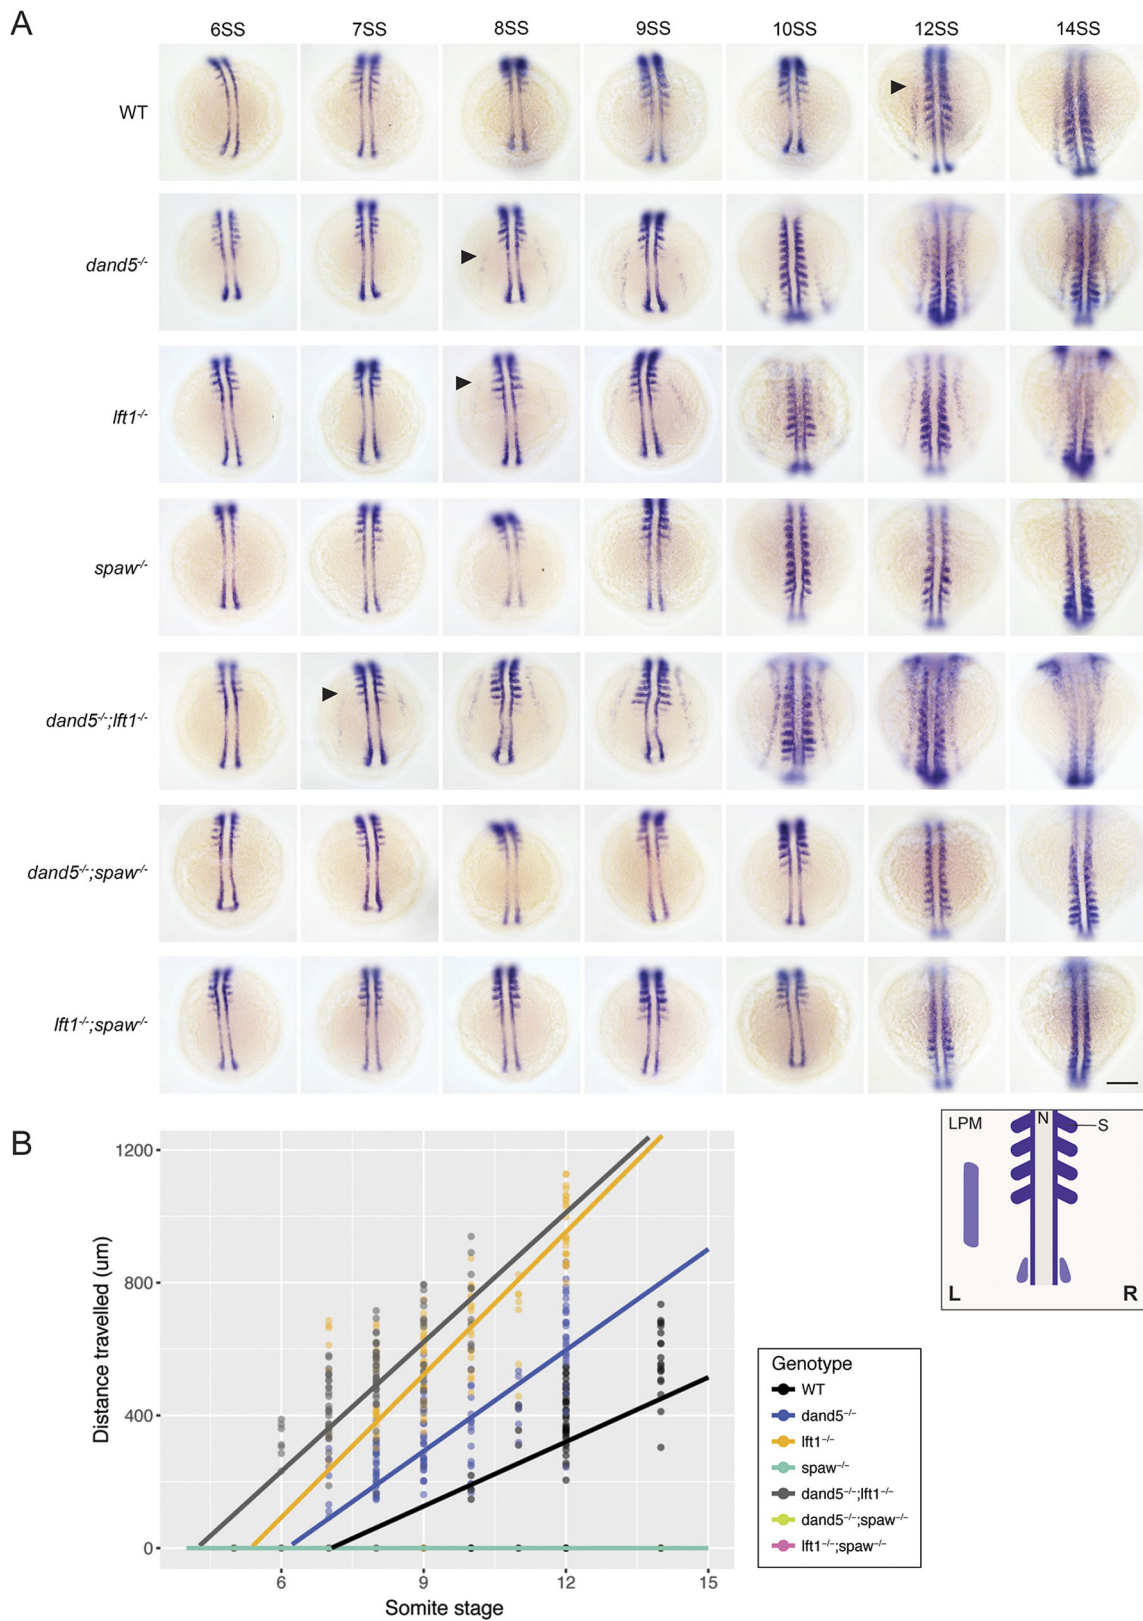 A
6SS 7SS 8SS 9SS 10SS 12SS 14SS
WT
dand5-/-
lft1-/-
spaw-/-
dand5-/-;lft1-/-
dand5-/-;spaw-/-
lft1-/-;spaw-/-
LPM N S
L R
B
Distance travelled (um)
1200
800
400
0
6 9 12 15
Somite stage
Genotype
WT
dand5-/-
lft1-/-
spaw-/-
dand5-/-;lft1-/-
dand5-/-;spaw-/-
lft1-/-;spaw-/-